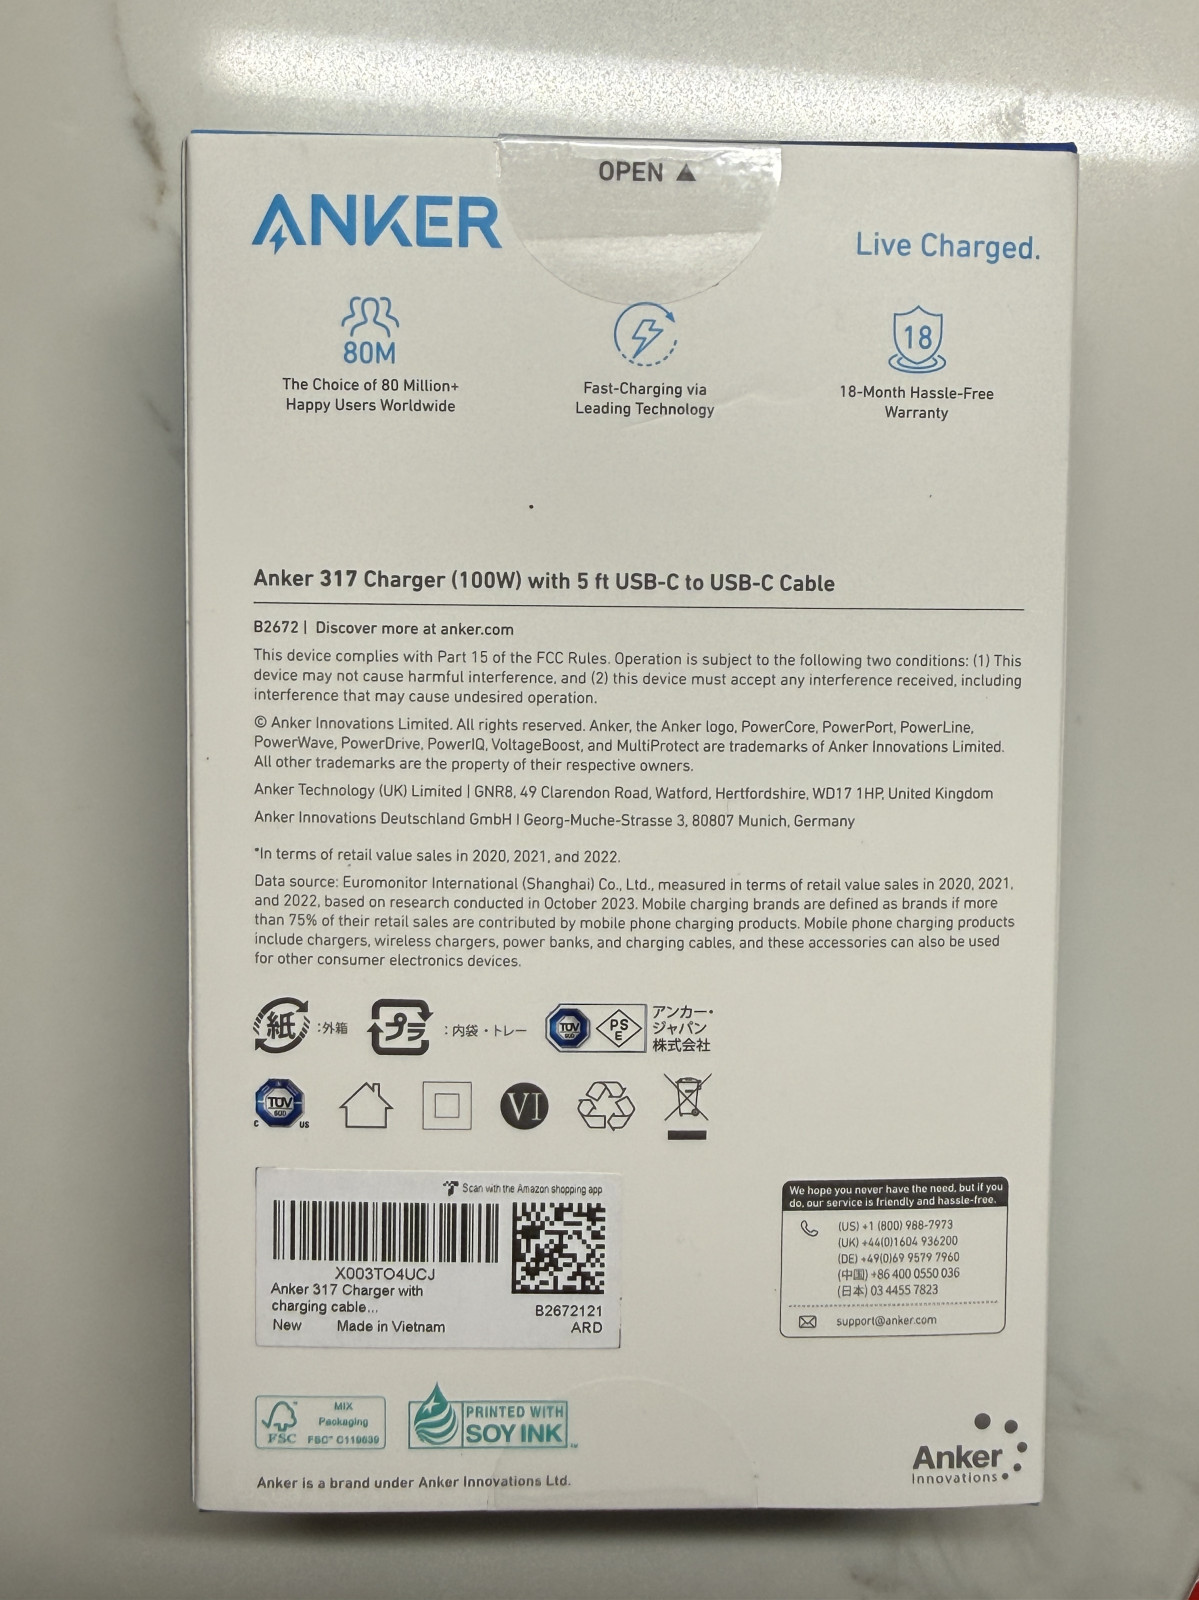 OPEN ▲
ANKER
Live Charged.
80M
The Choice of 80 Million+
Happy Users Worldwide
Fast-Charging via
Leading Technology
18
18-Month Hassle-Free
Warranty
Anker 317 Charger (100W) with 5 ft USB-C to USB-C Cable
B2672 | Discover more at anker.com
This device complies with Part 15 of the FCC Rules. Operation is subject to the following two conditions: (1) This
device may not cause harmful interference, and (2) this device must accept any interference received, including
interference that may cause undesired operation.
© Anker Innovations Limited. All rights reserved. Anker, the Anker logo, PowerCore, PowerPort, PowerLine,
PowerWave, PowerDrive, PowerIQ, VoltageBoost, and MultiProtect are trademarks of Anker Innovations Limited.
All other trademarks are the property of their respective owners.
Anker Technology (UK) Limited | GNR8, 49 Clarendon Road, Watford, Hertfordshire, WD17 1HP, United Kingdom
Anker Innovations Deutschland GmbH I Georg-Muche-Strasse 3, 80807 Munich, Germany
*In terms of retail value sales in 2020, 2021, and 2022.
Data source: Euromonitor International (Shanghai) Co., Ltd., measured in terms of retail value sales in 2020, 2021,
and 2022, based on research conducted in October 2023. Mobile charging brands are defined as brands if more
than 75% of their retail sales are contributed by mobile phone charging products. Mobile phone charging products
include chargers, wireless chargers, power banks, and charging cables, and these accessories can also be used
for other consumer electronics devices.
紙 :外箱
プラ :内袋・トレー
TÜV SÜD
PS E
アンカー・
ジャパン
株式会社
TÜV SÜD
C US
VI
Scan with the Amazon shopping app
X003TO4UCJ
Anker 317 Charger with
charging cable...
New Made in Vietnam
B2672121
ARD
We hope you never have the need, but if you
do, our service is friendly and hassle-free.
(US) +1 (800) 988-7973
(UK) +44(0)1604 936200
(DE) +49(0)69 9579 7960
(中国) +86 400 0550 036
(日本) 03 4455 7823
support@anker.com
FSC
MIX
Packaging
FSC™ C119039
PRINTED WITH
SOY INK™
Anker is a brand under Anker Innovations Ltd.
Anker
Innovations